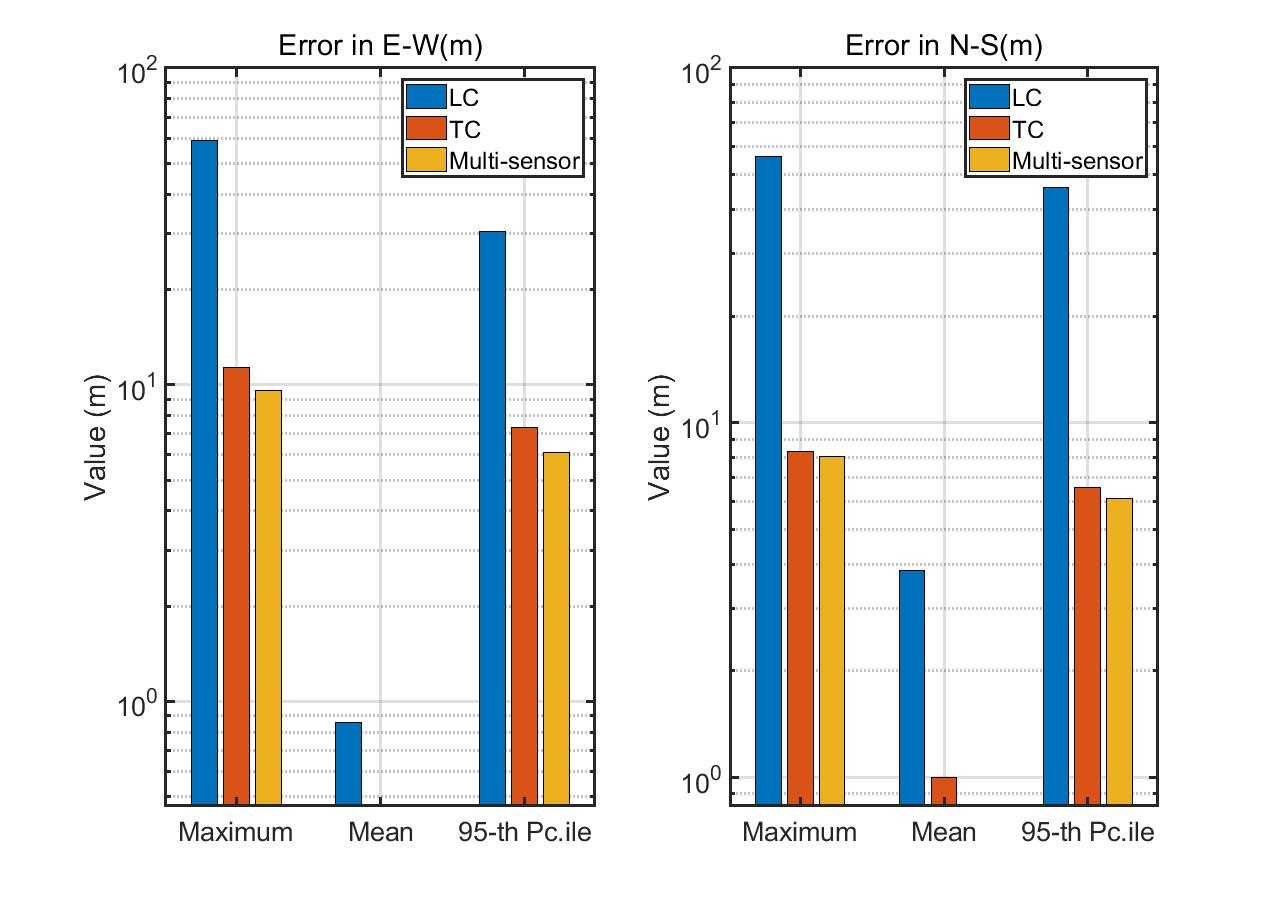 Error in E-W(m)
10²
LC
TC
Multi-sensor
10¹
10⁰
Value (m)
Maximum Mean 95-th Pc.ile
Error in N-S(m)
10²
LC
TC
Multi-sensor
10¹
10⁰
Value (m)
Maximum Mean 95-th Pc.ile